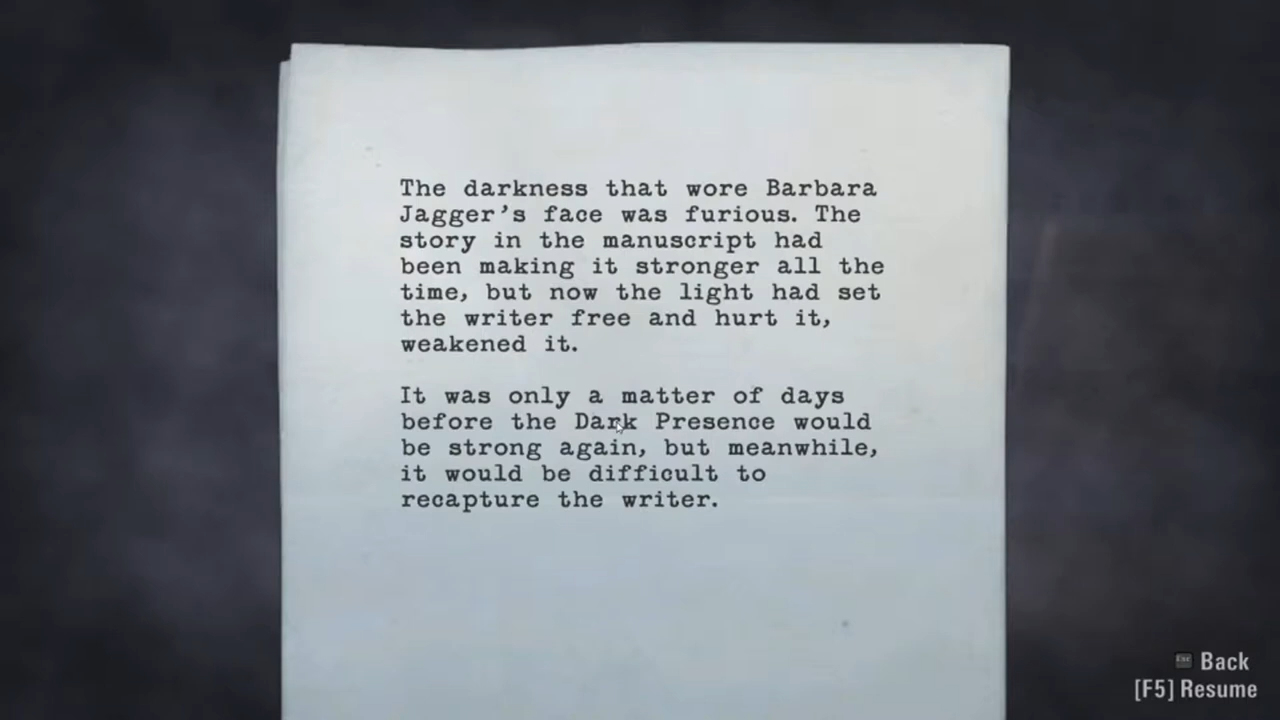 The darkness that wore Barbara
Jagger's face was furious. The
story in the manuscript had
been making it stronger all the
time, but now the light had set
the writer free and hurt it,
weakened it.
It was only a matter of days
before the Dark Presence would
be strong again, but meanwhile,
it would be difficult to
recapture the writer.
Esc Back
[F5] Resume